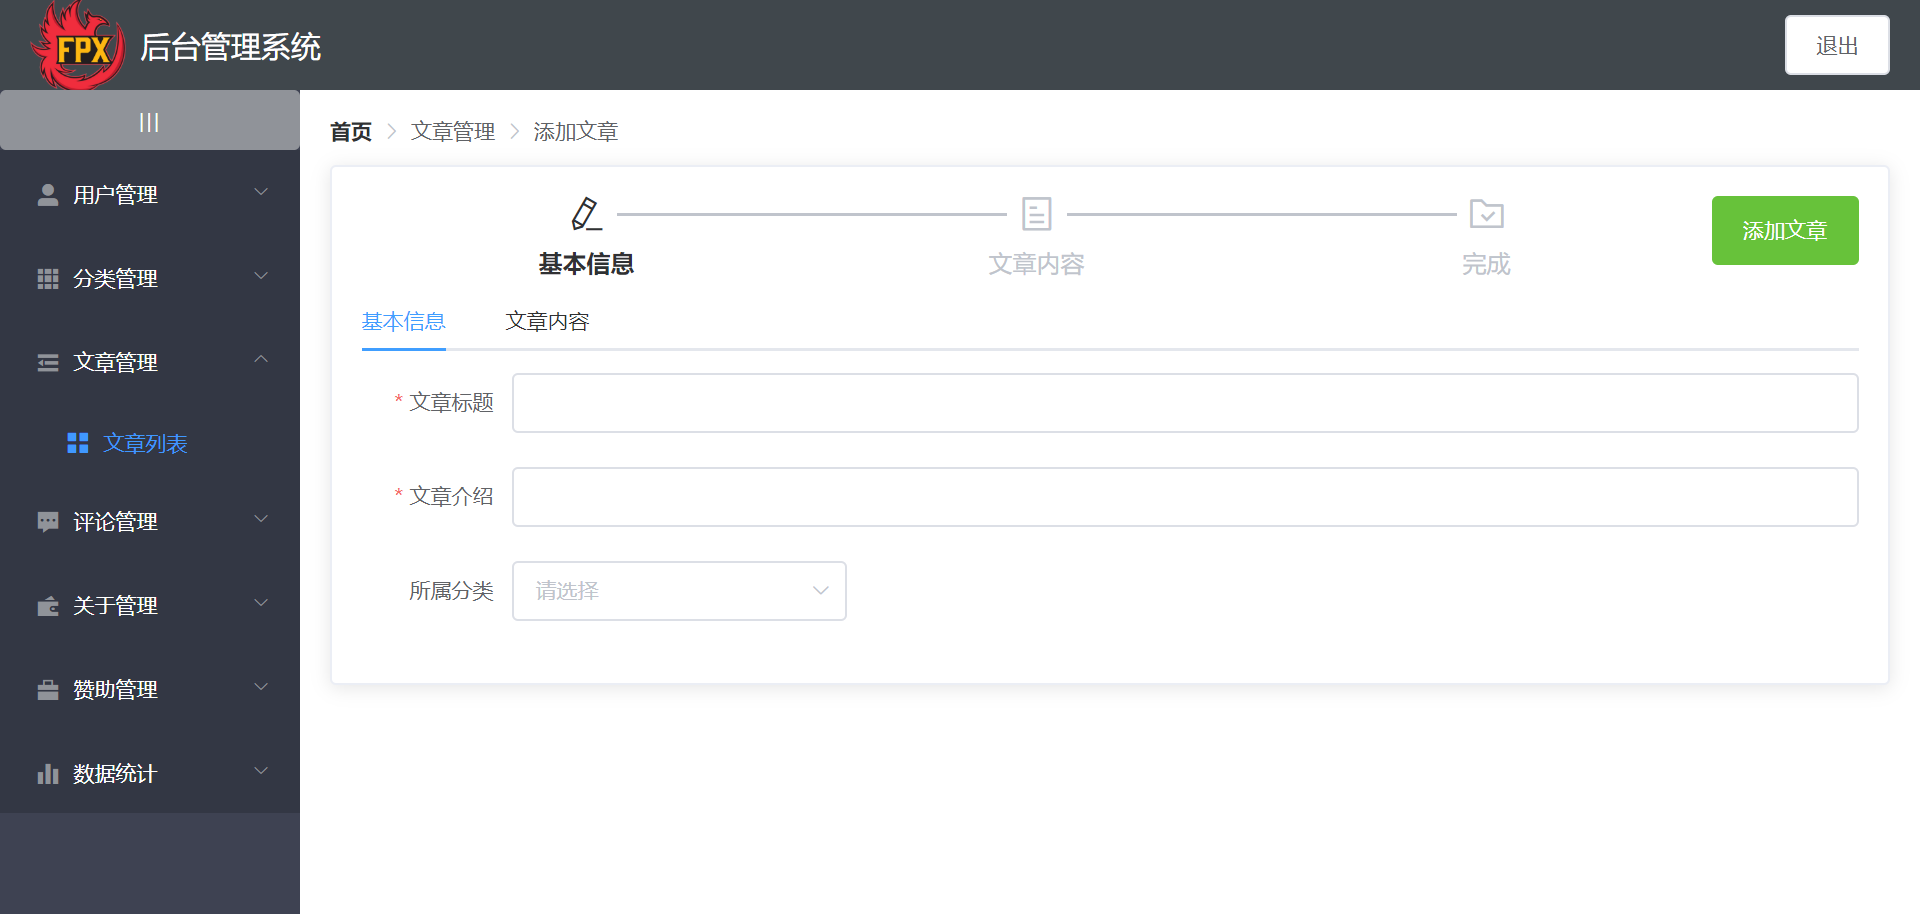 FPX
后台管理系统
退出
|||
用户管理
分类管理
文章管理
文章列表
评论管理
关于管理
赞助管理
数据统计
首页 > 文章管理 > 添加文章
基本信息
文章内容
完成
添加文章
基本信息 文章内容
* 文章标题
* 文章介绍
所属分类 请选择